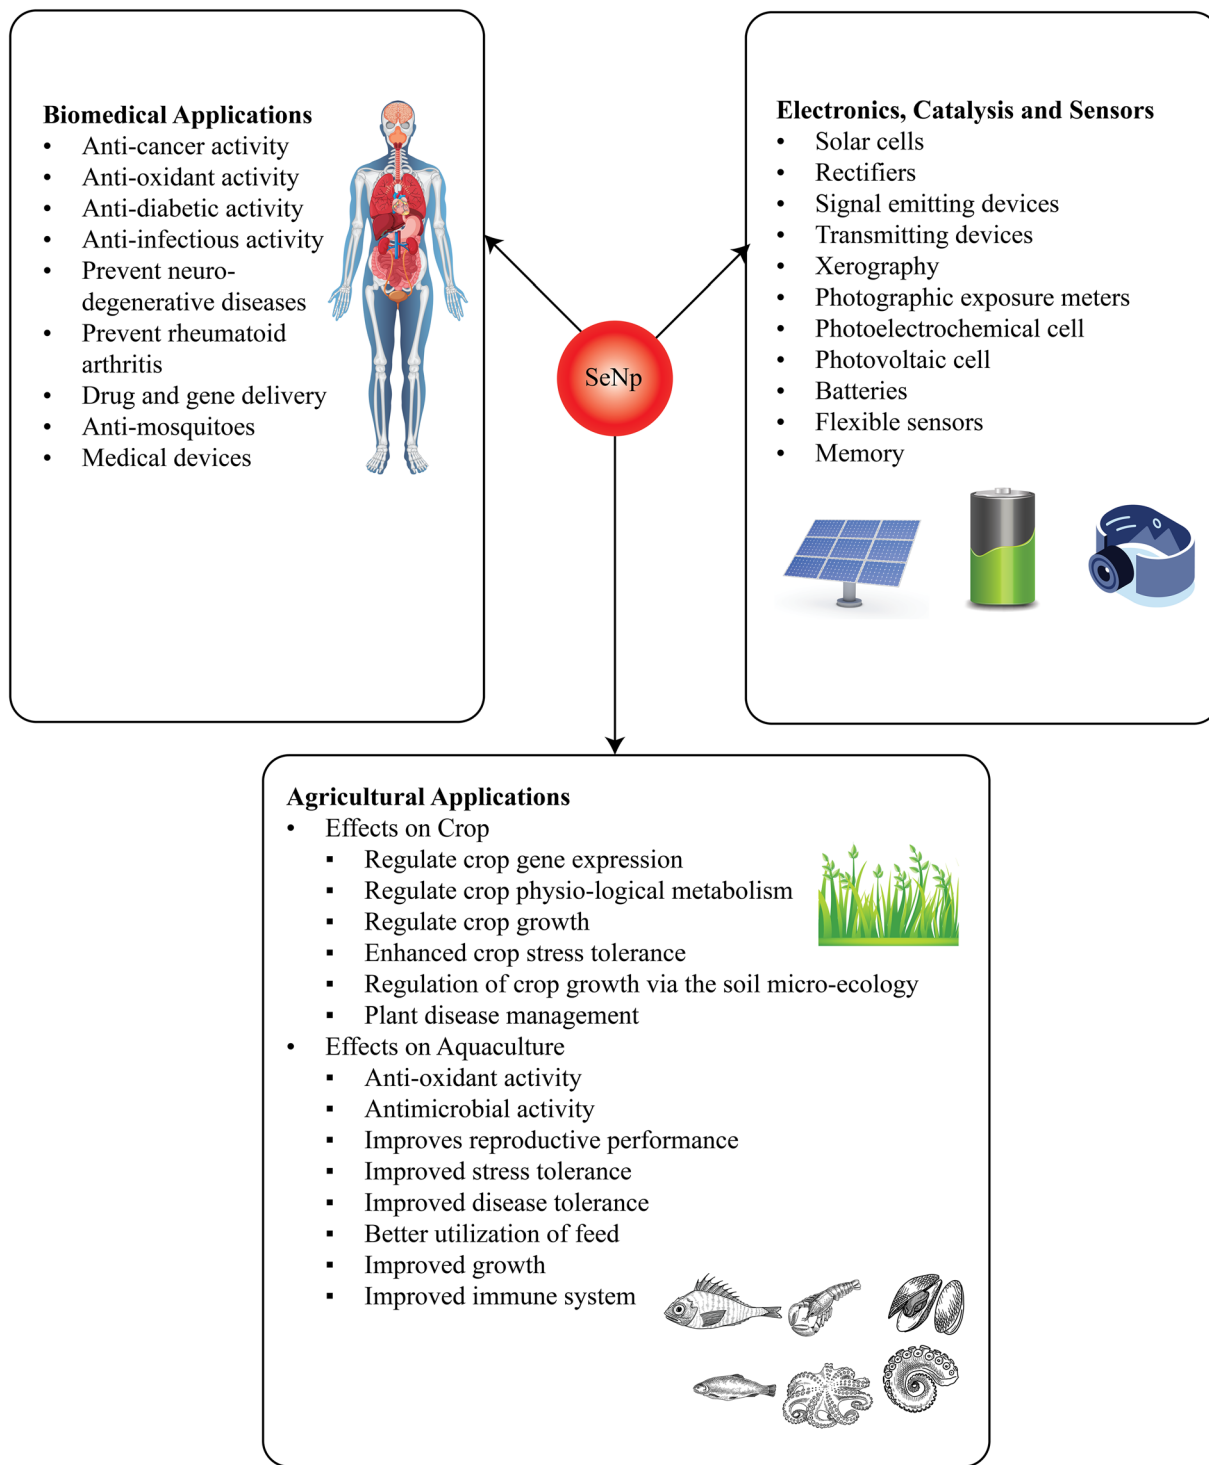 Biomedical Applications
• Anti-cancer activity
• Anti-oxidant activity
• Anti-diabetic activity
• Anti-infectious activity
• Prevent neuro-
degenerative diseases
• Prevent rheumatoid
arthritis
• Drug and gene delivery
• Anti-mosquitoes
• Medical devices
Electronics, Catalysis and Sensors
• Solar cells
• Rectifiers
• Signal emitting devices
• Transmitting devices
• Xerography
• Photographic exposure meters
• Photoelectrochemical cell
• Photovoltaic cell
• Batteries
• Flexible sensors
• Memory
SeNp
Agricultural Applications
• Effects on Crop
▪ Regulate crop gene expression
▪ Regulate crop physio-logical metabolism
▪ Regulate crop growth
▪ Enhanced crop stress tolerance
▪ Regulation of crop growth via the soil micro-ecology
▪ Plant disease management
• Effects on Aquaculture
▪ Anti-oxidant activity
▪ Antimicrobial activity
▪ Improves reproductive performance
▪ Improved stress tolerance
▪ Improved disease tolerance
▪ Better utilization of feed
▪ Improved growth
▪ Improved immune system